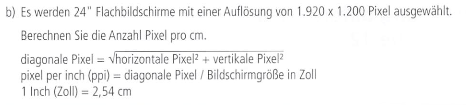 b) Es werden 24" Flachbildschirme mit einer Auflösung von 1.920 x 1.200 Pixel ausgewählt.
Berechnen Sie die Anzahl Pixel pro cm.
diagonale Pixel = √horizontale Pixel² + vertikale Pixel²
pixel per inch (ppi) = diagonale Pixel / Bildschirmgröße in Zoll
1 Inch (Zoll) = 2,54 cm